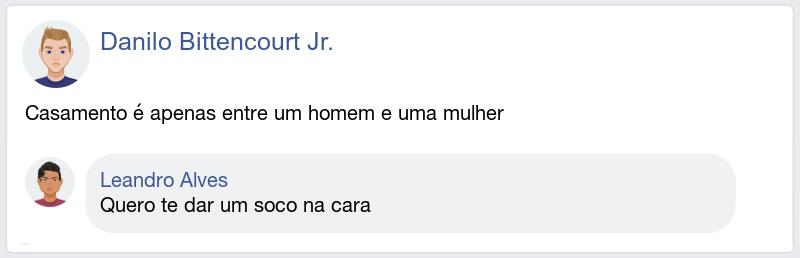 Danilo Bittencourt Jr.
Casamento é apenas entre um homem e uma mulher
Leandro Alves
Quero te dar um soco na cara